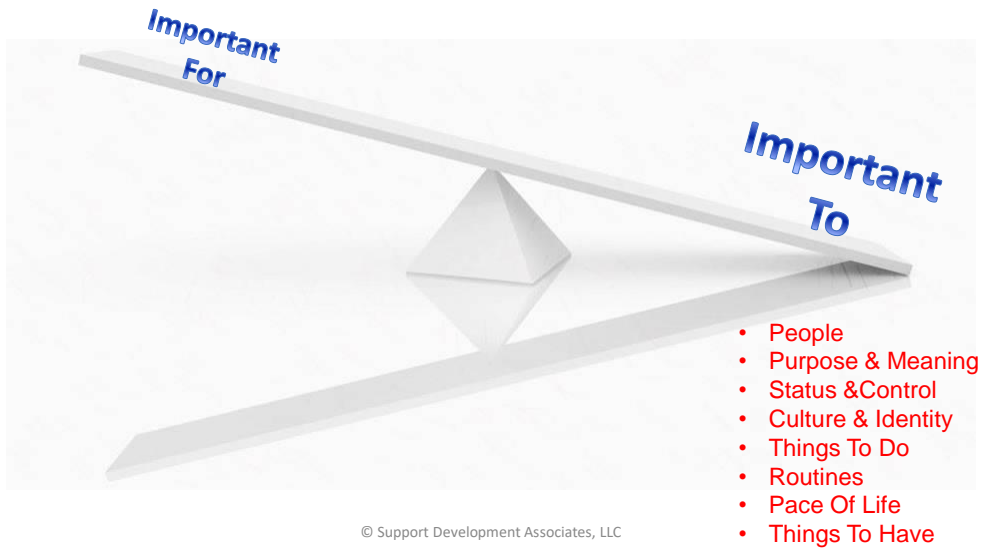 Important
For
Important
To
• People
• Purpose & Meaning
• Status &Control
• Culture & Identity
• Things To Do
• Routines
• Pace Of Life
• Things To Have
© Support Development Associates, LLC